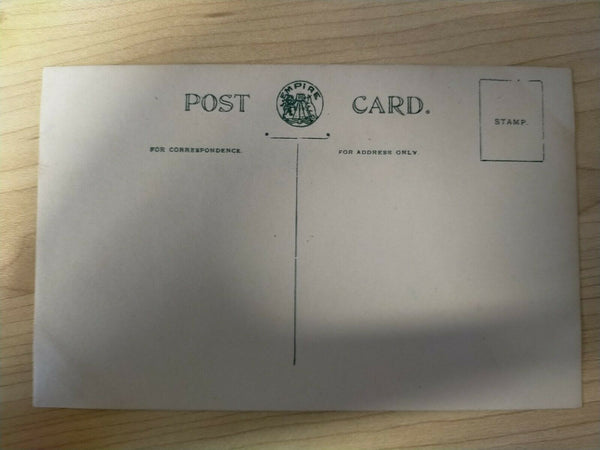 POST EMPIRE CARD.
STAMP.
FOR CORRESPONDENCE. FOR ADDRESS ONLY.